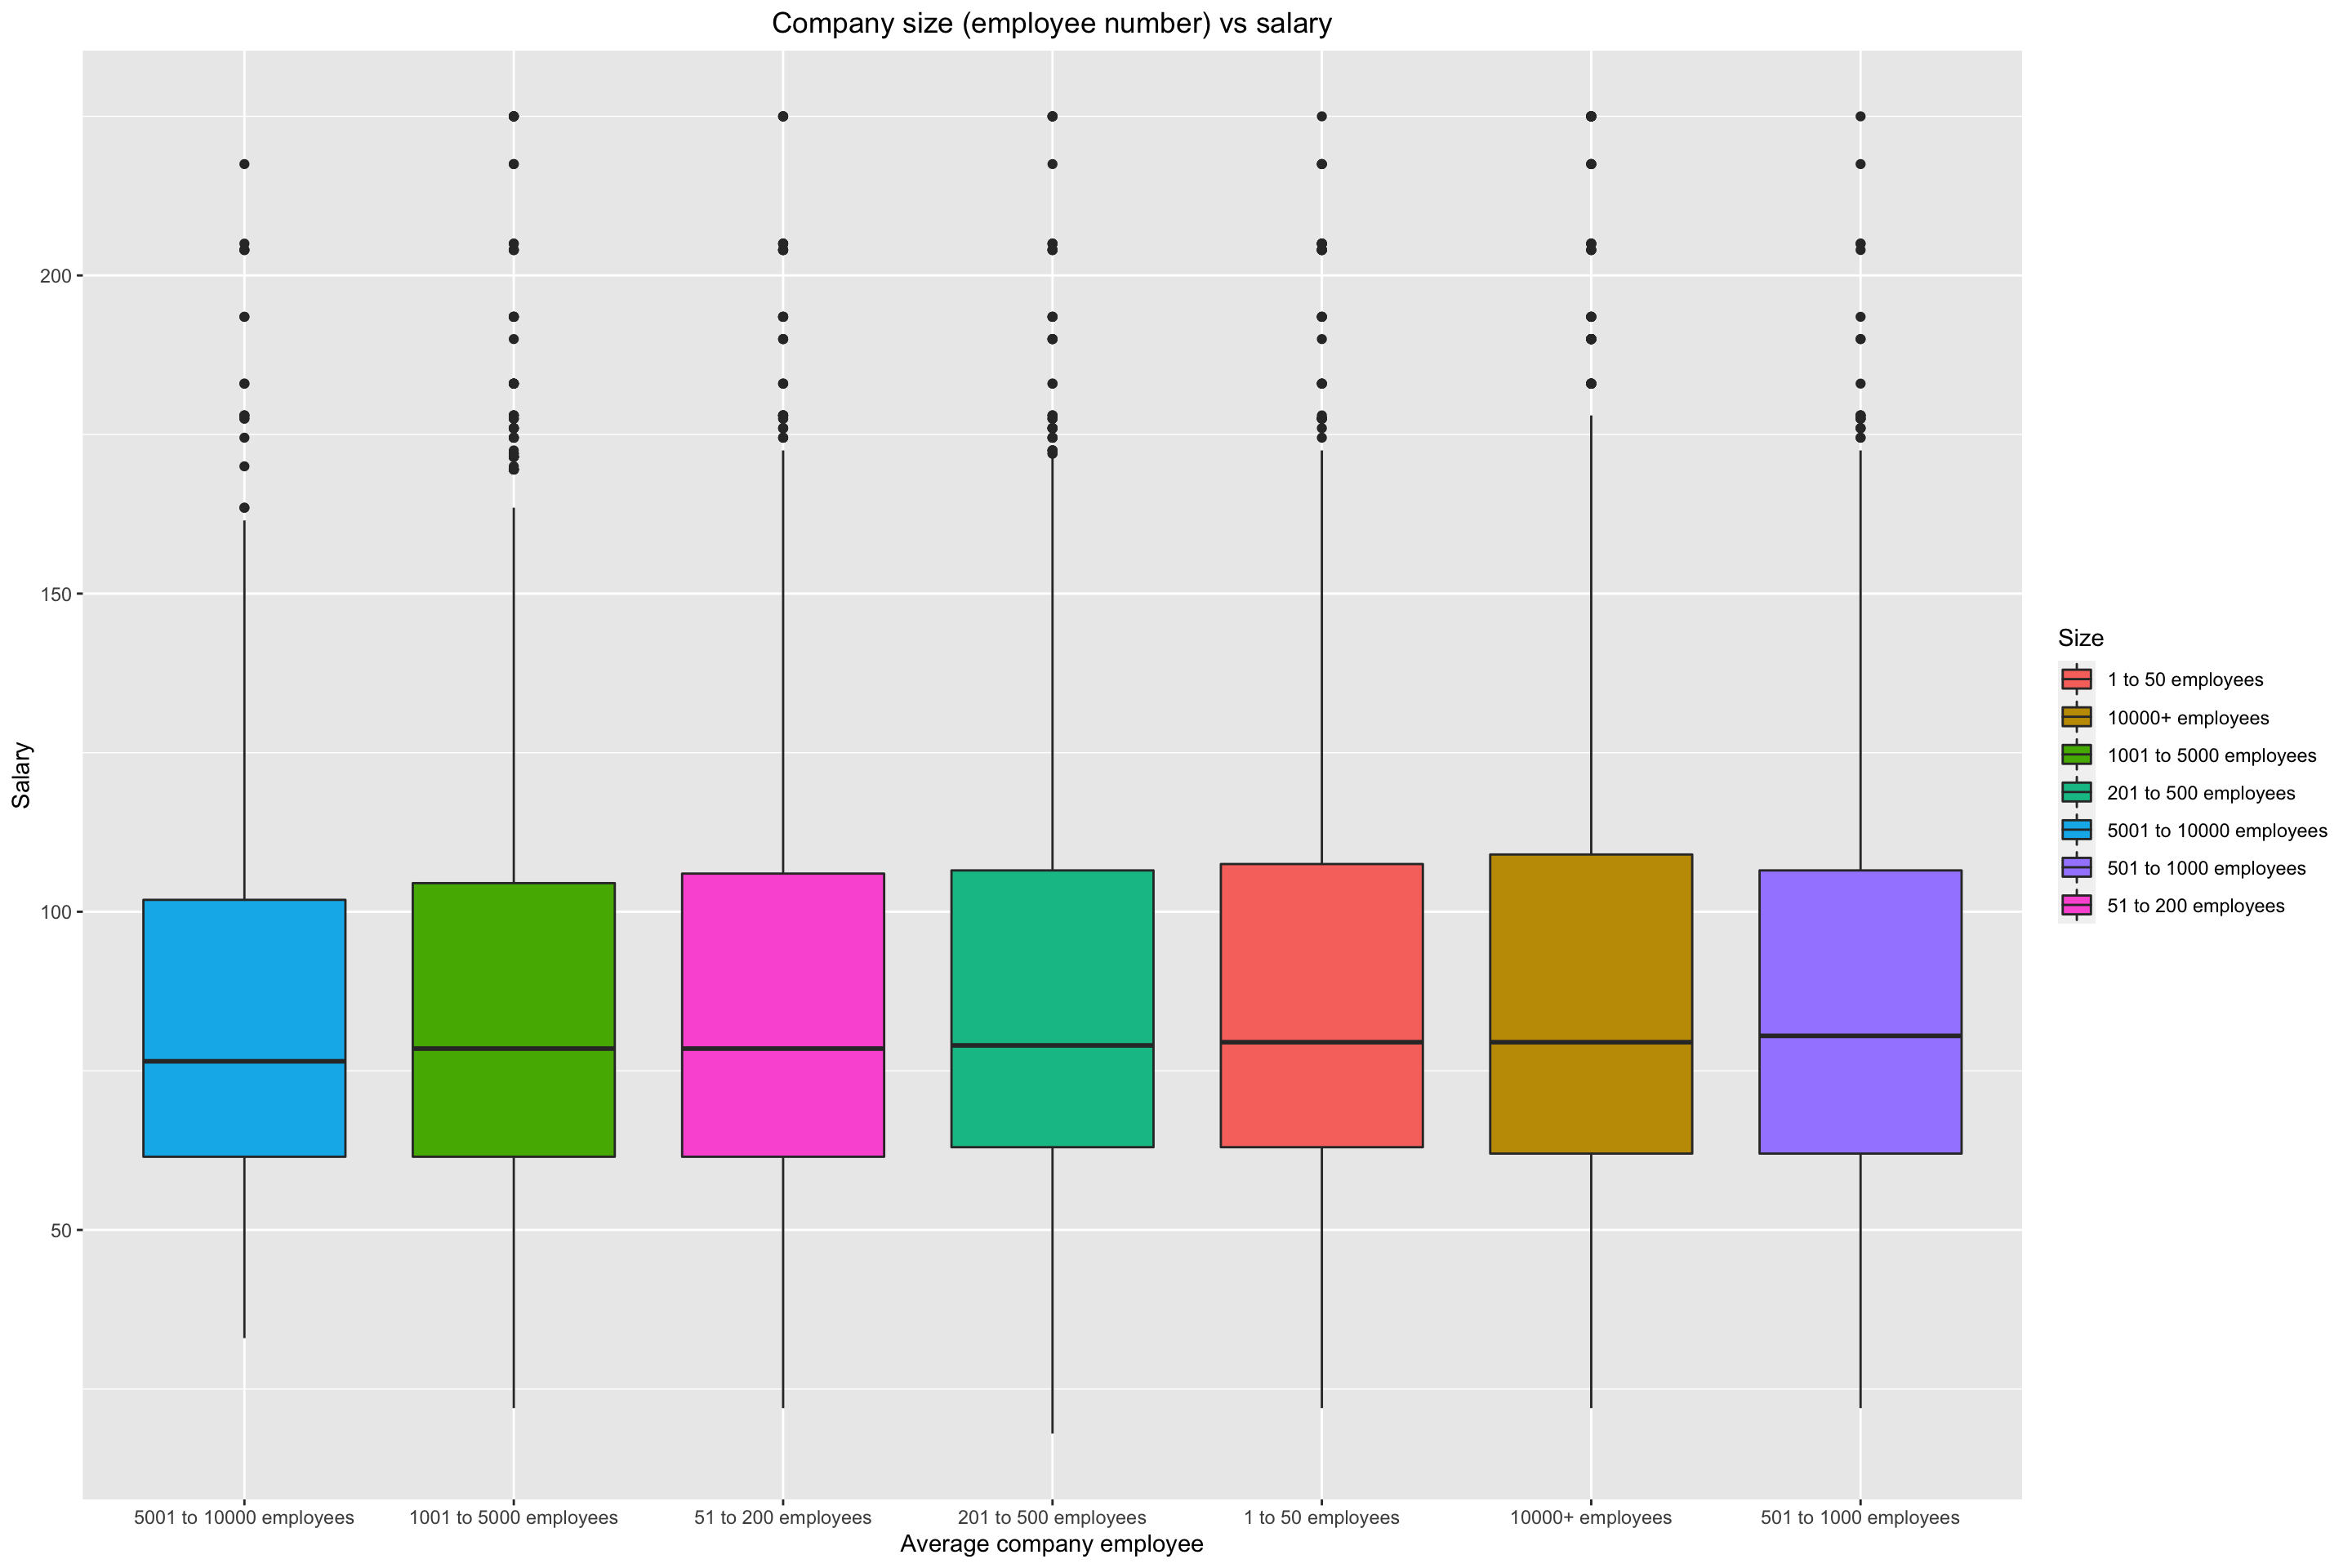 Company size (employee number) vs salary
Salary
200
150
100
50
5001 to 10000 employees
1001 to 5000 employees
51 to 200 employees
201 to 500 employees
1 to 50 employees
10000+ employees
501 to 1000 employees
Average company employee
Size
1 to 50 employees
10000+ employees
1001 to 5000 employees
201 to 500 employees
5001 to 10000 employees
501 to 1000 employees
51 to 200 employees